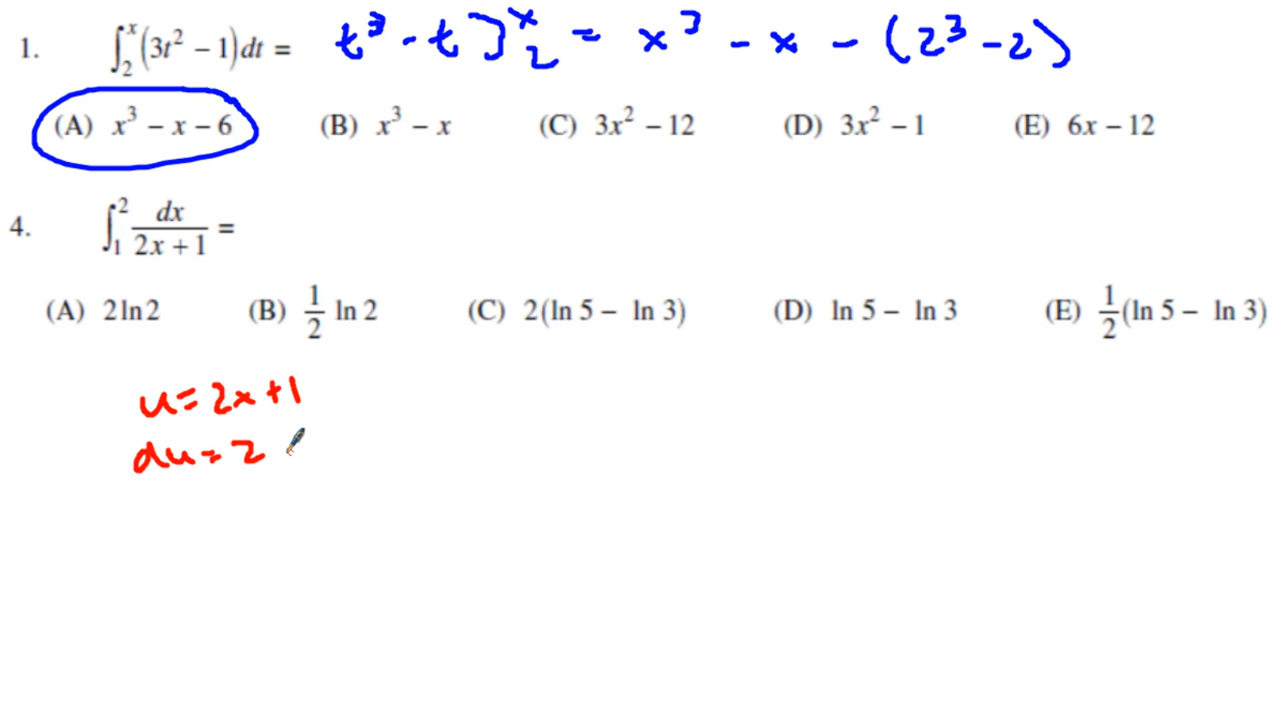 1. ∫₂ˣ (3t² − 1) dt = t³ - t ]ˣ₂ = x³ - x - (2³ - 2)
(A) x³ − x − 6 (B) x³ − x (C) 3x² − 12 (D) 3x² − 1 (E) 6x − 12
4. ∫₁² dx/(2x + 1) =
(A) 2 ln 2 (B) 1/2 ln 2 (C) 2(ln 5 − ln 3) (D) ln 5 − ln 3 (E) 1/2 (ln 5 − ln 3)
u = 2x+1
du = 2